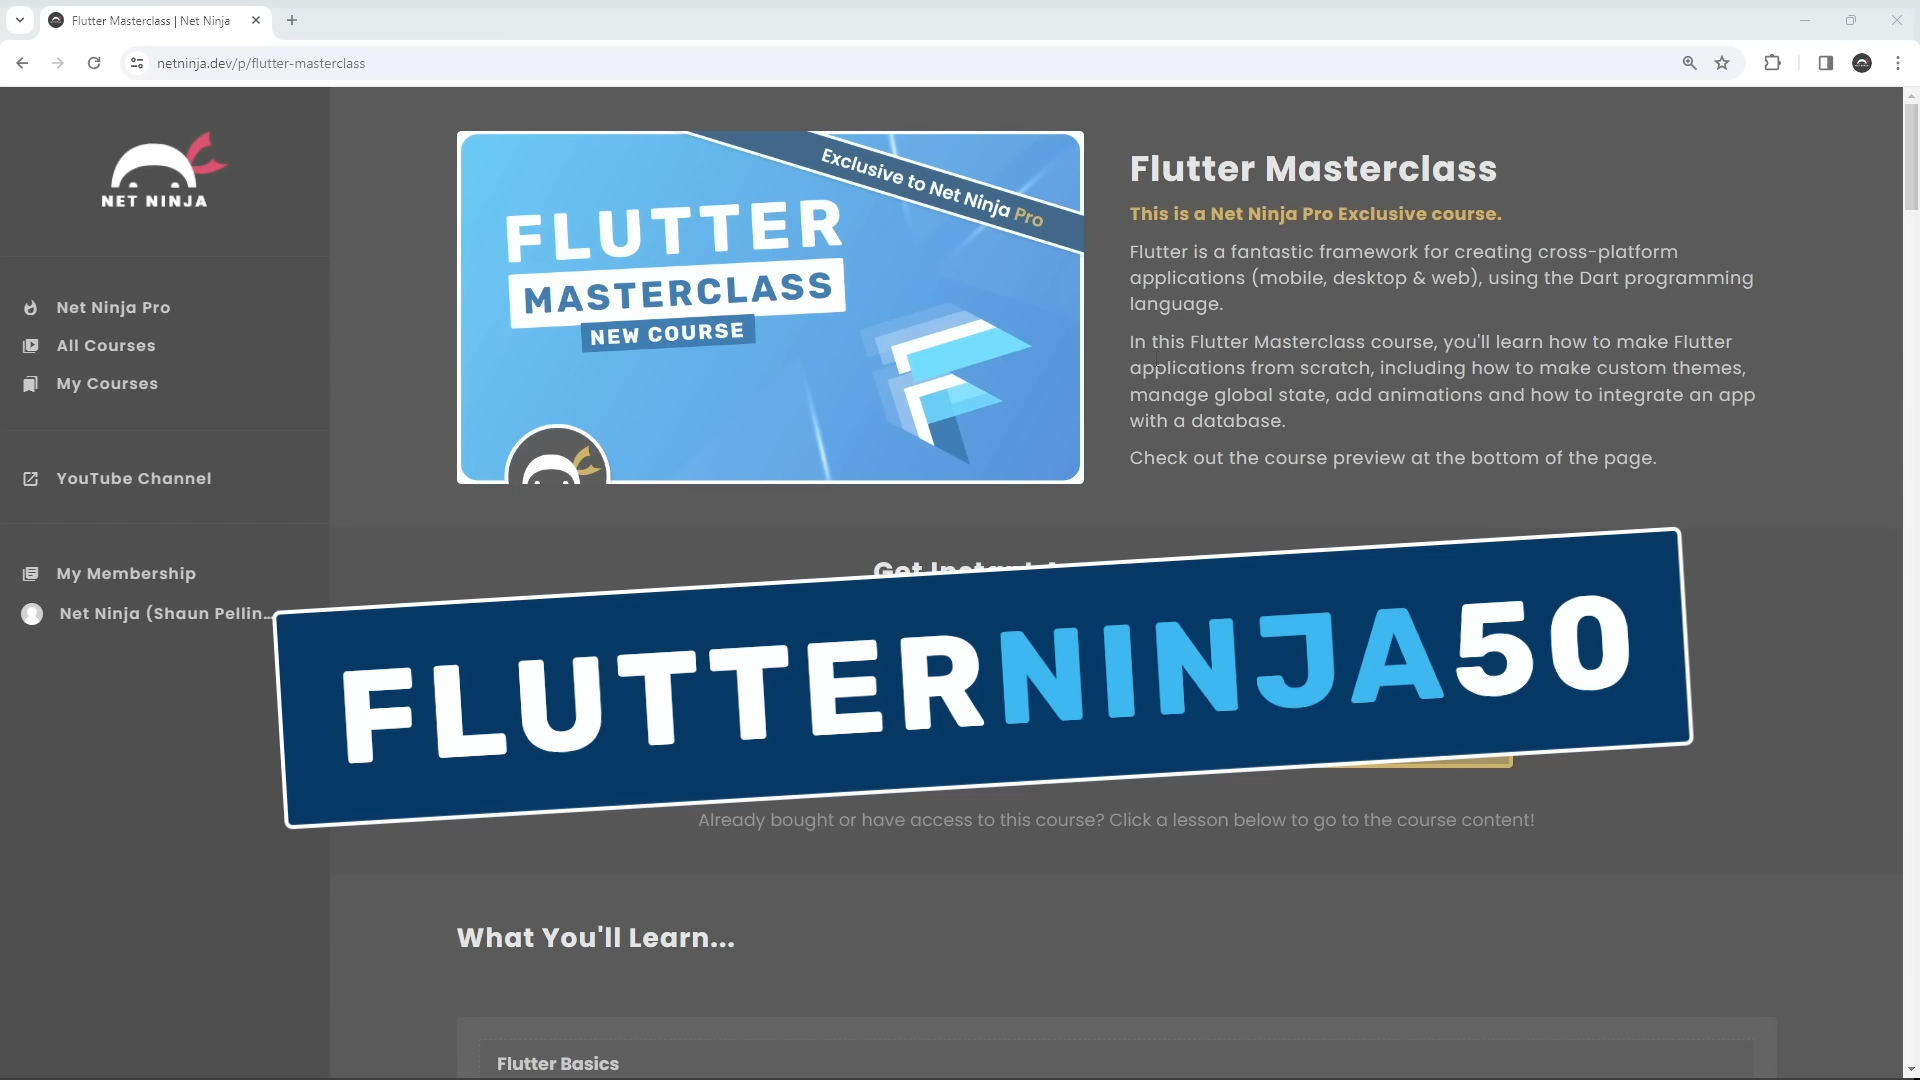 Flutter Masterclass | Net Ninja
netninja.dev/p/flutter-masterclass
NET NINJA
Net Ninja Pro
All Courses
My Courses
YouTube Channel
My Membership
Net Ninja (Shaun Pellin...
Exclusive to Net Ninja Pro
FLUTTER
MASTERCLASS
NEW COURSE
Flutter Masterclass
This is a Net Ninja Pro Exclusive course.
Flutter is a fantastic framework for creating cross-platform
applications (mobile, desktop & web), using the Dart programming
language.
In this Flutter Masterclass course, you'll learn how to make Flutter
applications from scratch, including how to make custom themes,
manage global state, add animations and how to integrate an app
with a database.
Check out the course preview at the bottom of the page.
Get
FLUTTERNINJA50
Already bought or have access to this course? Click a lesson below to go to the course content!
What You'll Learn...
Flutter Basics